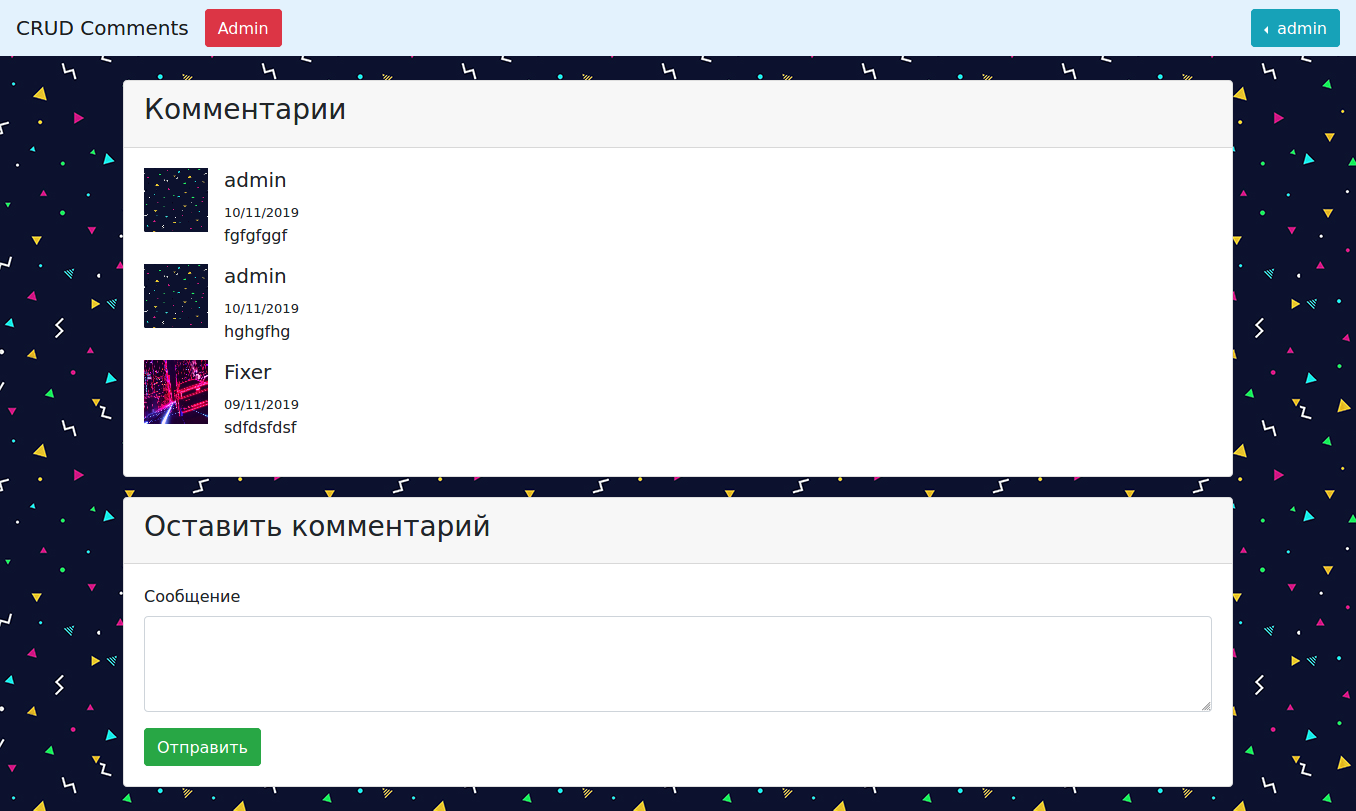 CRUD Comments Admin admin
Комментарии
admin
10/11/2019
fgfgfggf
admin
10/11/2019
hghgfhg
Fixer
09/11/2019
sdfdsfdsf
Оставить комментарий
Сообщение
Отправить